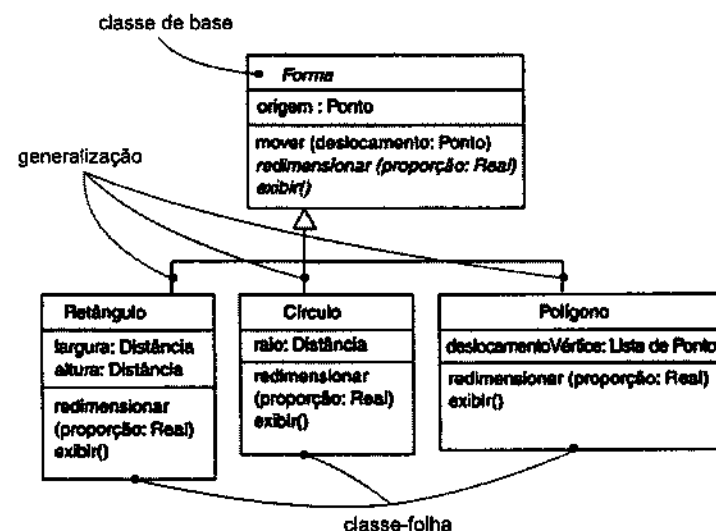 classe de base
Forma
origem : Ponto
mover (deslocamento: Ponto)
redimensionar (proporção: Real)
exibir()
generalização
Retângulo
largura: Distância
altura: Distância
redimensionar
(proporção: Real)
exibir()
Círculo
raio: Distância
redimensionar
(proporção: Real)
exibir()
Polígono
deslocamentoVértice: Lista de Ponto
redimensionar (proporção: Real)
exibir()
classe-folha